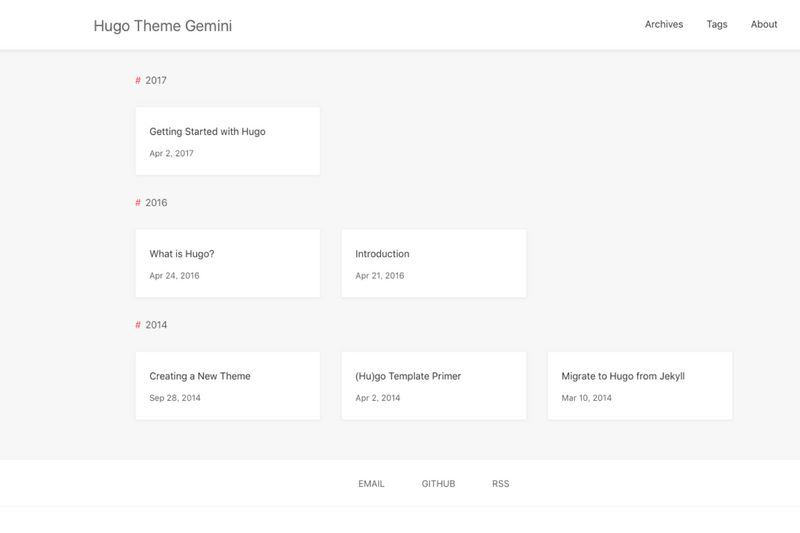 Hugo Theme Gemini
Archives Tags About
# 2017
Getting Started with Hugo
Apr 2, 2017
# 2016
What is Hugo?
Apr 24, 2016
Introduction
Apr 21, 2016
# 2014
Creating a New Theme
Sep 28, 2014
(Hu)go Template Primer
Apr 2, 2014
Migrate to Hugo from Jekyll
Mar 10, 2014
EMAIL GITHUB RSS